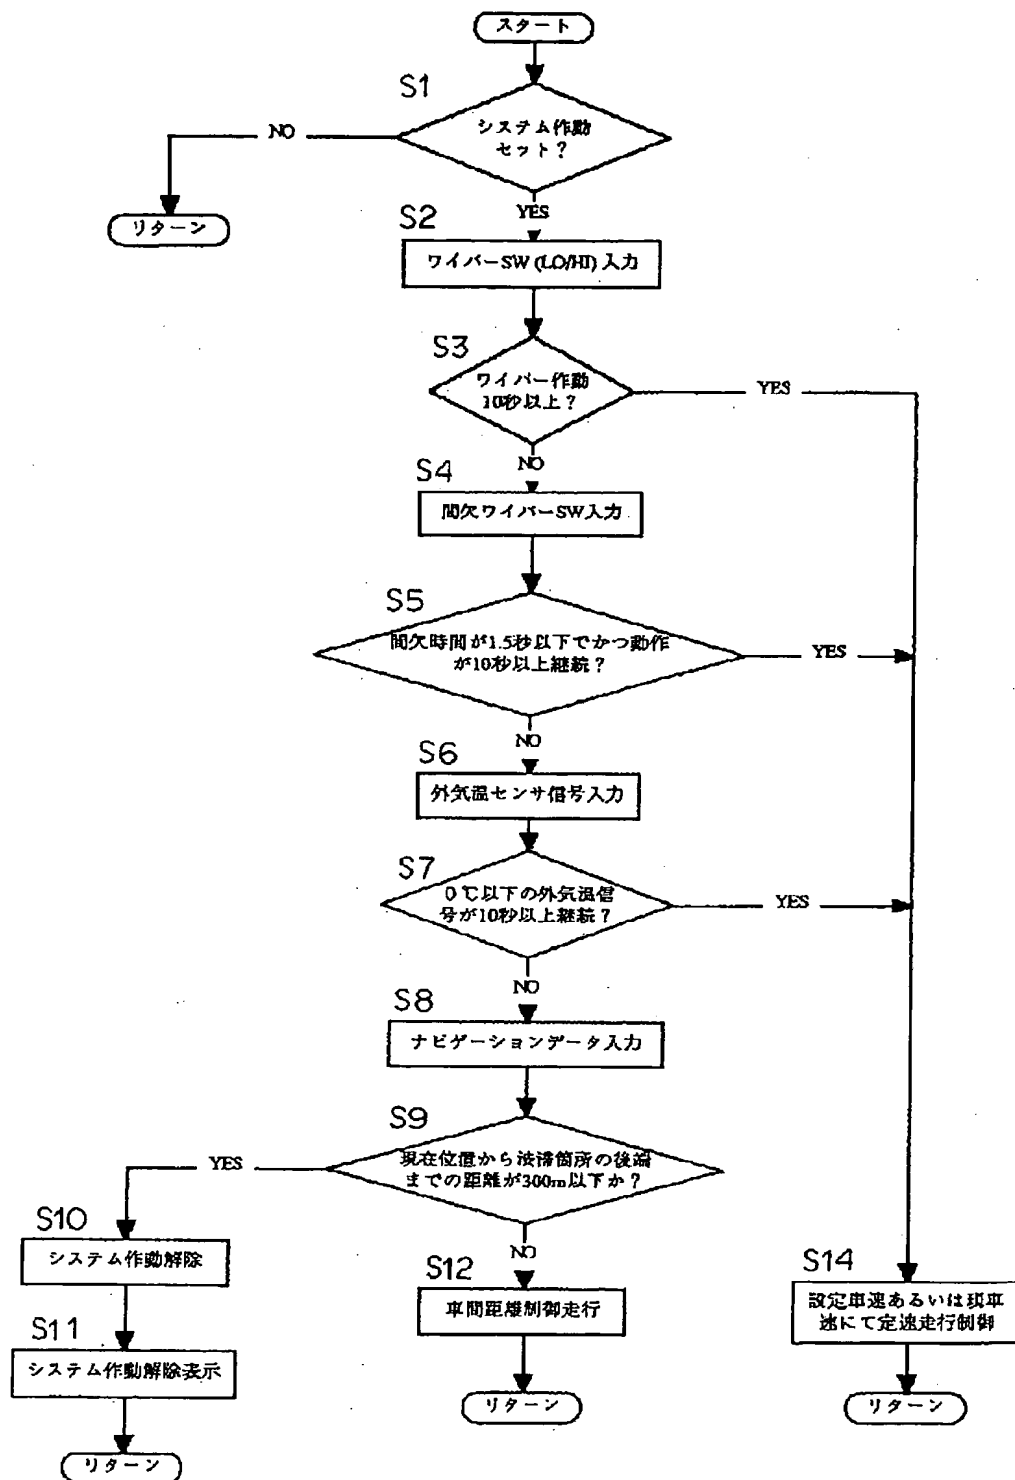 スタート
S1
システム作動
セット？
NO
リターン
YES
S2
ワイパーSW (LO/HI) 入力
S3
ワイパー作動
10秒以上？
YES
NO
S4
間欠ワイパーSW入力
S5
間欠時間が1.5秒以下でかつ動作
が10秒以上継続？
YES
NO
S6
外気温センサ信号入力
S7
0℃以下の外気温信
号が10秒以上継続？
YES
NO
S8
ナビゲーションデータ入力
S9
現在位置から渋滞箇所の後端
までの距離が300m以下か？
YES
NO
S10
システム作動解除
S11
システム作動解除表示
リターン
S12
車間距離制御走行
リターン
S14
設定車速あるいは現車
速にて定速走行制御
リターン